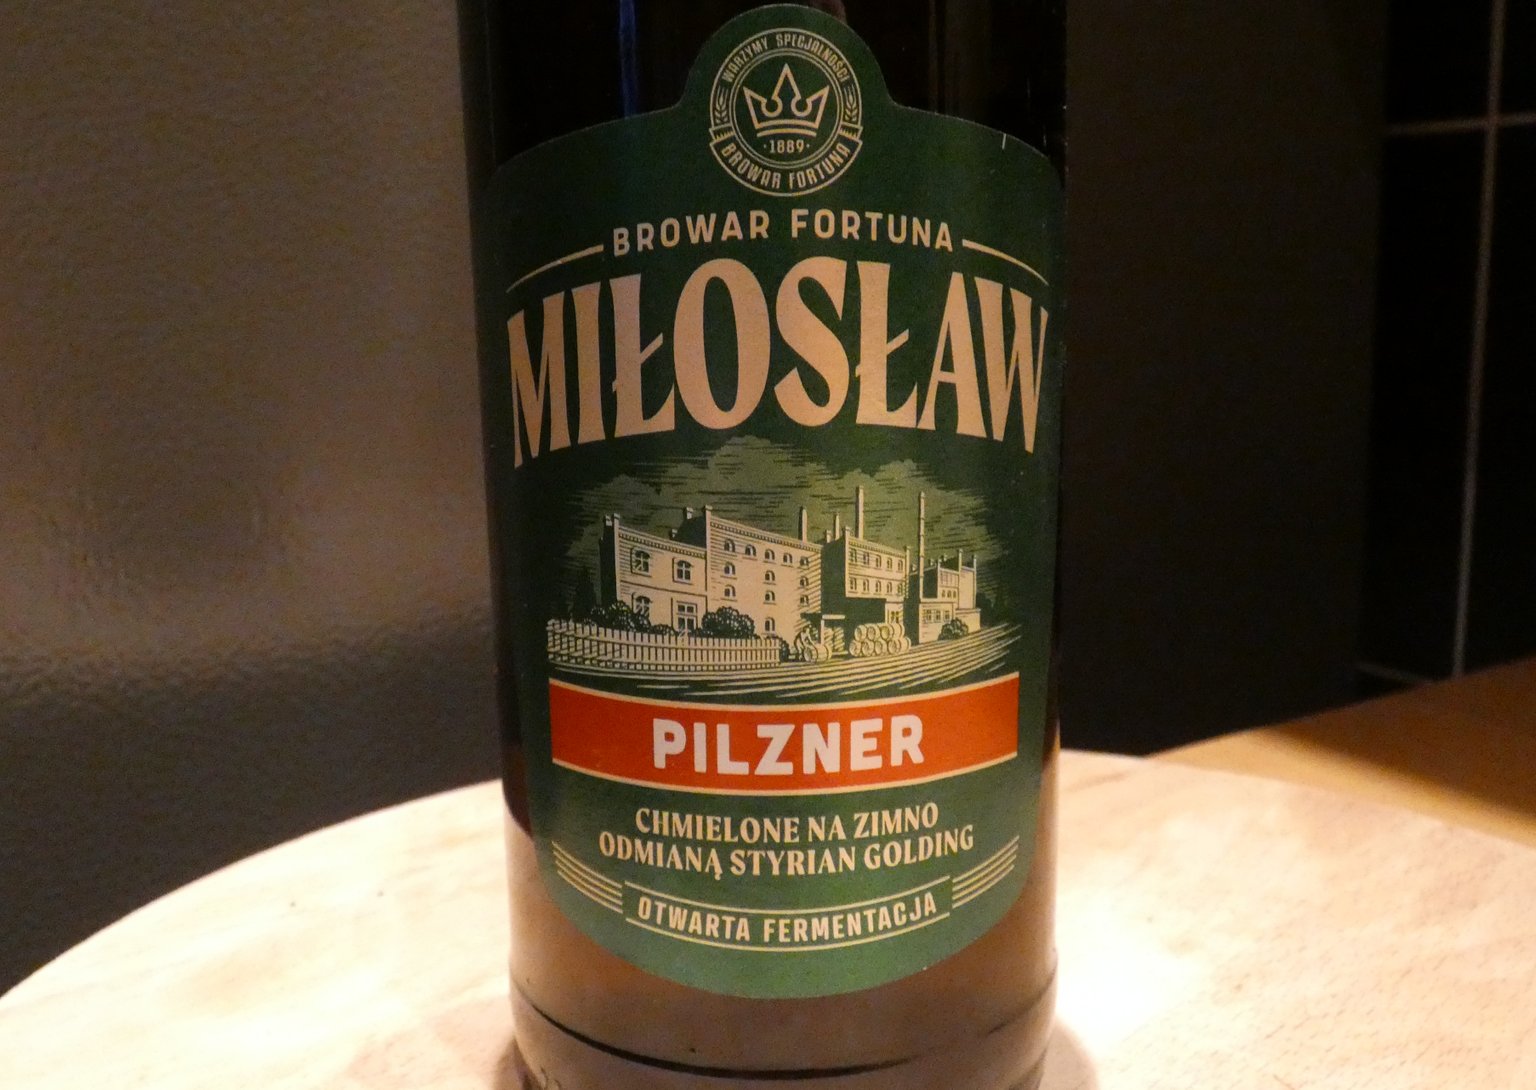 WARZYMY SPECJALNOŚCI
·1889·
BROWAR FORTUNA
BROWAR FORTUNA
MIŁOSŁAW
PILZNER
CHMIELONE NA ZIMNO
ODMIANĄ STYRIAN GOLDING
OTWARTA FERMENTACJA